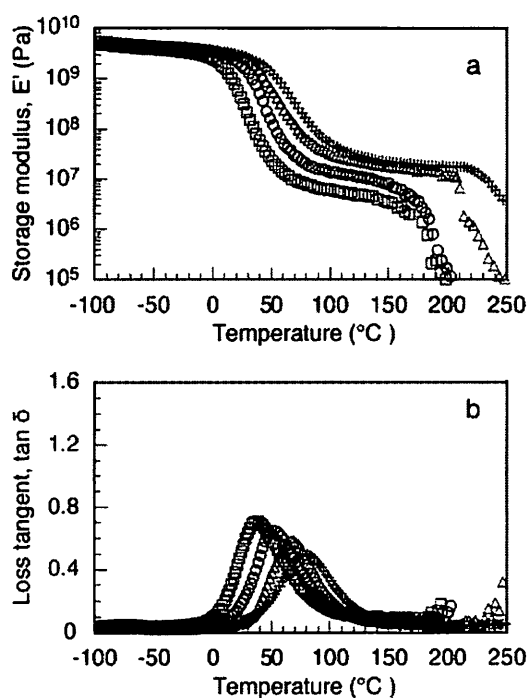 a
Storage modulus, E' (Pa)
10¹⁰
10⁹
10⁸
10⁷
10⁶
10⁵
-100 -50 0 50 100 150 200 250
Temperature (°C )
b
Loss tangent, tan δ
1.6
1.2
0.8
0.4
0
-100 -50 0 50 100 150 200 250
Temperature (°C )